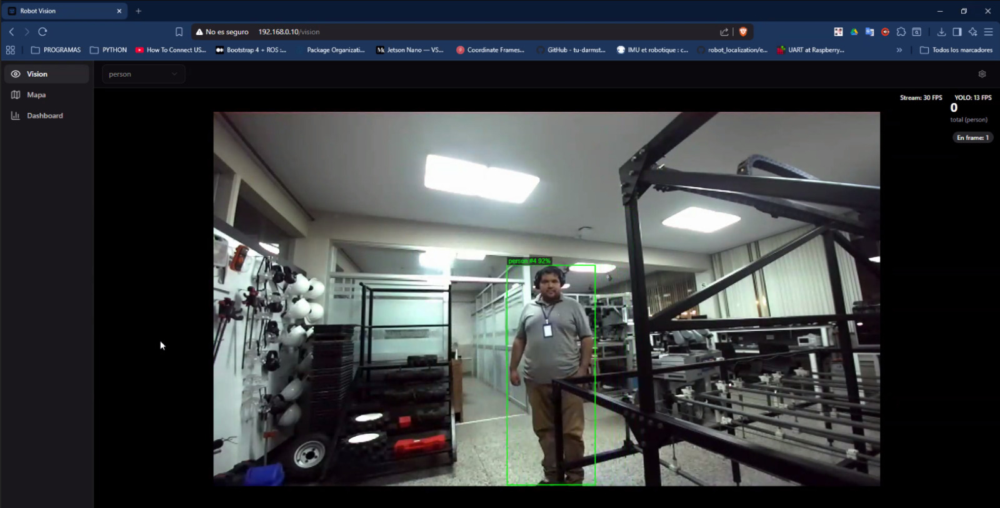 Robot Vision
No es seguro 192.168.0.10/vision
PROGRAMAS PYTHON How To Connect US... Bootstrap 4 + ROS :... Package Organizati... Jetson Nano — VS... Coordinate Frames... GitHub - tu-darmst... IMU et robotique : c... robot_localization/e... UART at Raspberry... » Todos los marcadores
Vision
person
Mapa
Dashboard
Stream: 30 FPS YOLO: 13 FPS
0
total (person)
En frame: 1
person #4 92%